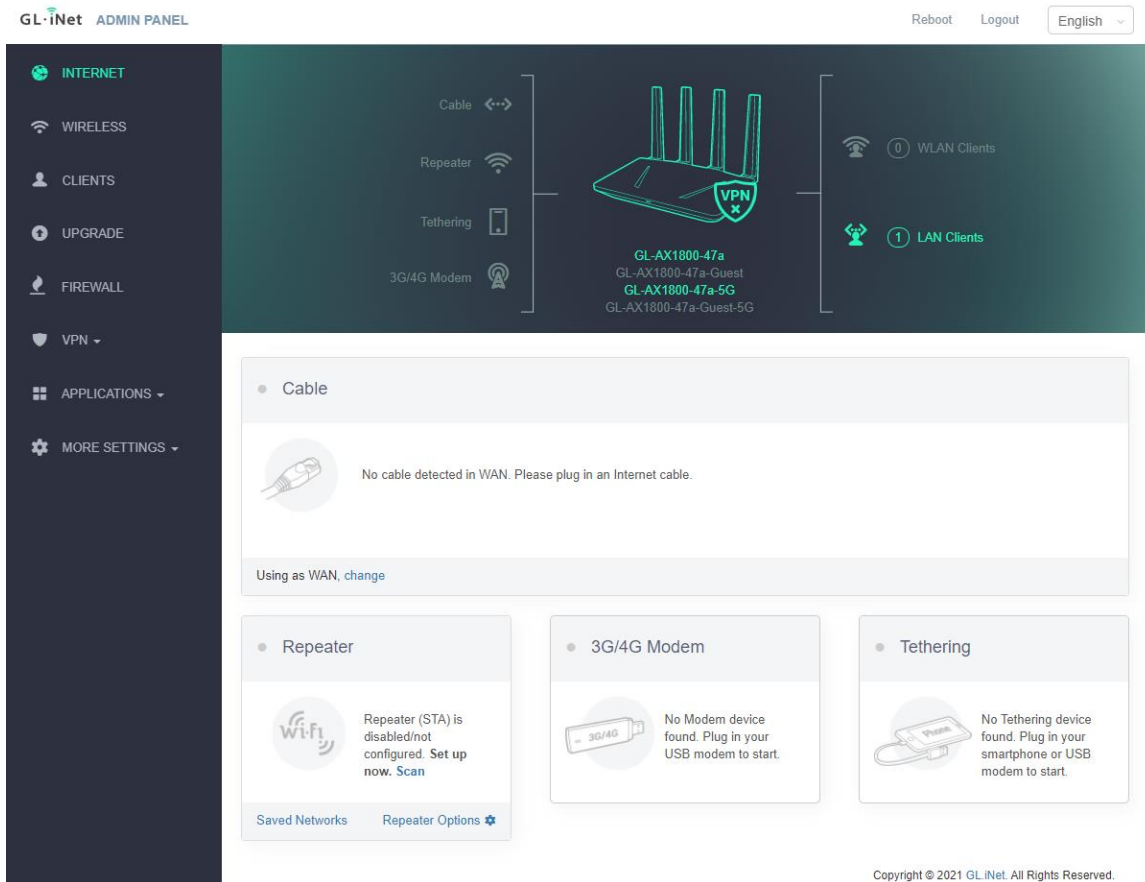 GL·iNet ADMIN PANEL
Reboot Logout English
INTERNET
WIRELESS
CLIENTS
UPGRADE
FIREWALL
VPN
APPLICATIONS
MORE SETTINGS
Cable
Repeater
Tethering
3G/4G Modem
VPN
GL-AX1800-47a
GL-AX1800-47a-Guest
GL-AX1800-47a-5G
GL-AX1800-47a-Guest-5G
0 WLAN Clients
1 LAN Clients
Cable
No cable detected in WAN. Please plug in an Internet cable.
Using as WAN, change
Repeater
Wi-Fi
Repeater (STA) is
disabled/not
configured. Set up
now. Scan
Saved Networks Repeater Options
3G/4G Modem
3G/4G
No Modem device
found. Plug in your
USB modem to start.
Tethering
Phone
No Tethering device
found. Plug in your
smartphone or USB
modem to start.
Copyright © 2021 GL.iNet. All Rights Reserved.